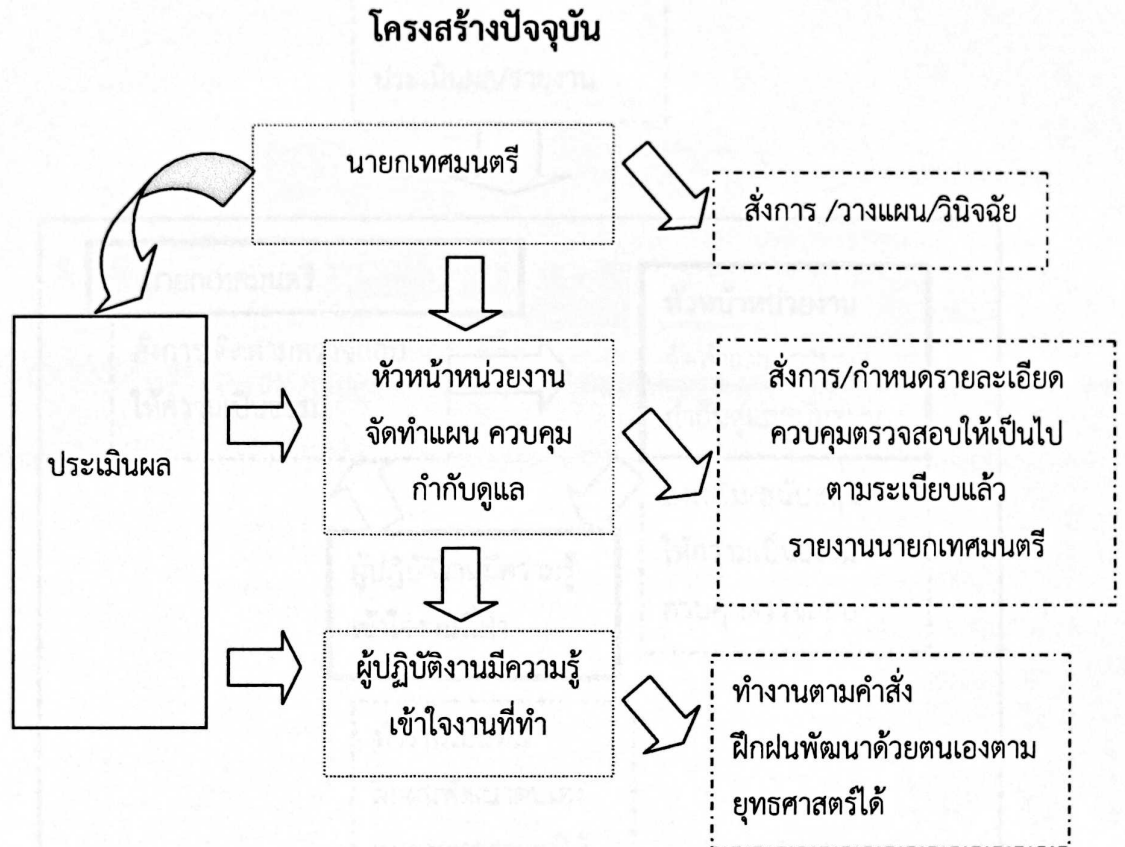 โครงสร้างปัจจุบัน
นายกเทศมนตรี
สั่งการ /วางแผน/วินิจฉัย
ประเมินผล
หัวหน้าหน่วยงาน
จัดทำแผน ควบคุม
กำกับดูแล
สั่งการ/กำหนดรายละเอียด
ควบคุมตรวจสอบให้เป็นไป
ตามระเบียบแล้ว
รายงานนายกเทศมนตรี
ผู้ปฏิบัติงานมีความรู้
เข้าใจงานที่ทำ
ทำงานตามคำสั่ง
ฝึกฝนพัฒนาด้วยตนเองตาม
ยุทธศาสตร์ได้